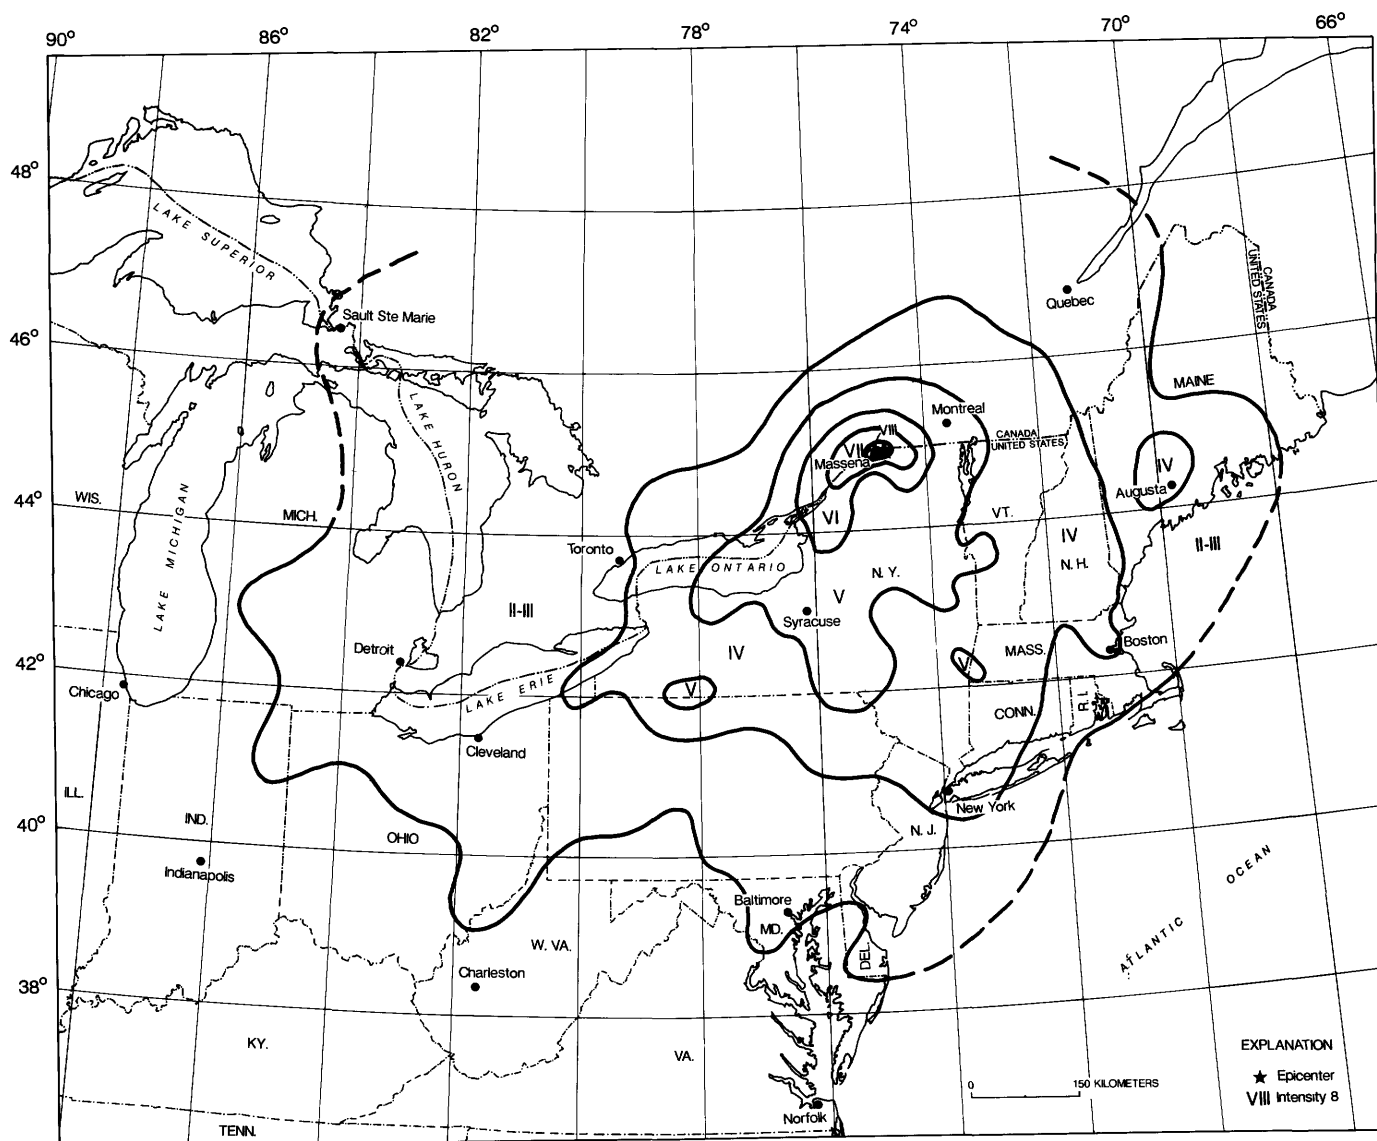 90° 86° 82° 78° 74° 70° 66°
48°
LAKE SUPERIOR
CANADA
UNITED STATES
Quebec
Sault Ste Marie
46°
MAINE
LAKE HURON
Montreal
VIII
CANADA
UNITED STATES
VII
Massena
IV
Augusta
44°
WIS.
LAKE MICHIGAN
MICH.
VI
VT.
IV
N.H.
II-III
Toronto
LAKE ONTARIO
N.Y.
V
Syracuse
II-III
Detroit
IV
V
MASS.
Boston
42°
Chicago
LAKE ERIE
V
CONN.
R.I.
Cleveland
ILL.
IND.
OHIO
New York
N.J.
40°
Indianapolis
Baltimore
MD.
DEL.
W. VA.
Charleston
ATLANTIC
OCEAN
38°
KY.
VA.
TENN.
Norfolk
0 150 KILOMETERS
EXPLANATION
Epicenter
VIII Intensity 8